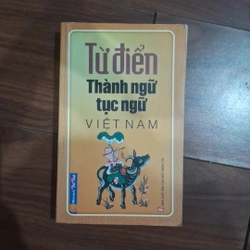 Từ điển
Thành ngữ
tục ngữ
VIỆT NAM